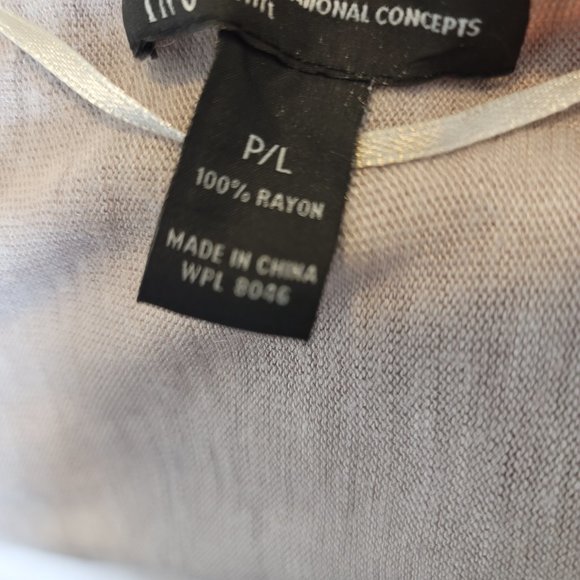 CONCEPTS
P/L
100% RAYON
MADE IN CHINA
WPL 8046